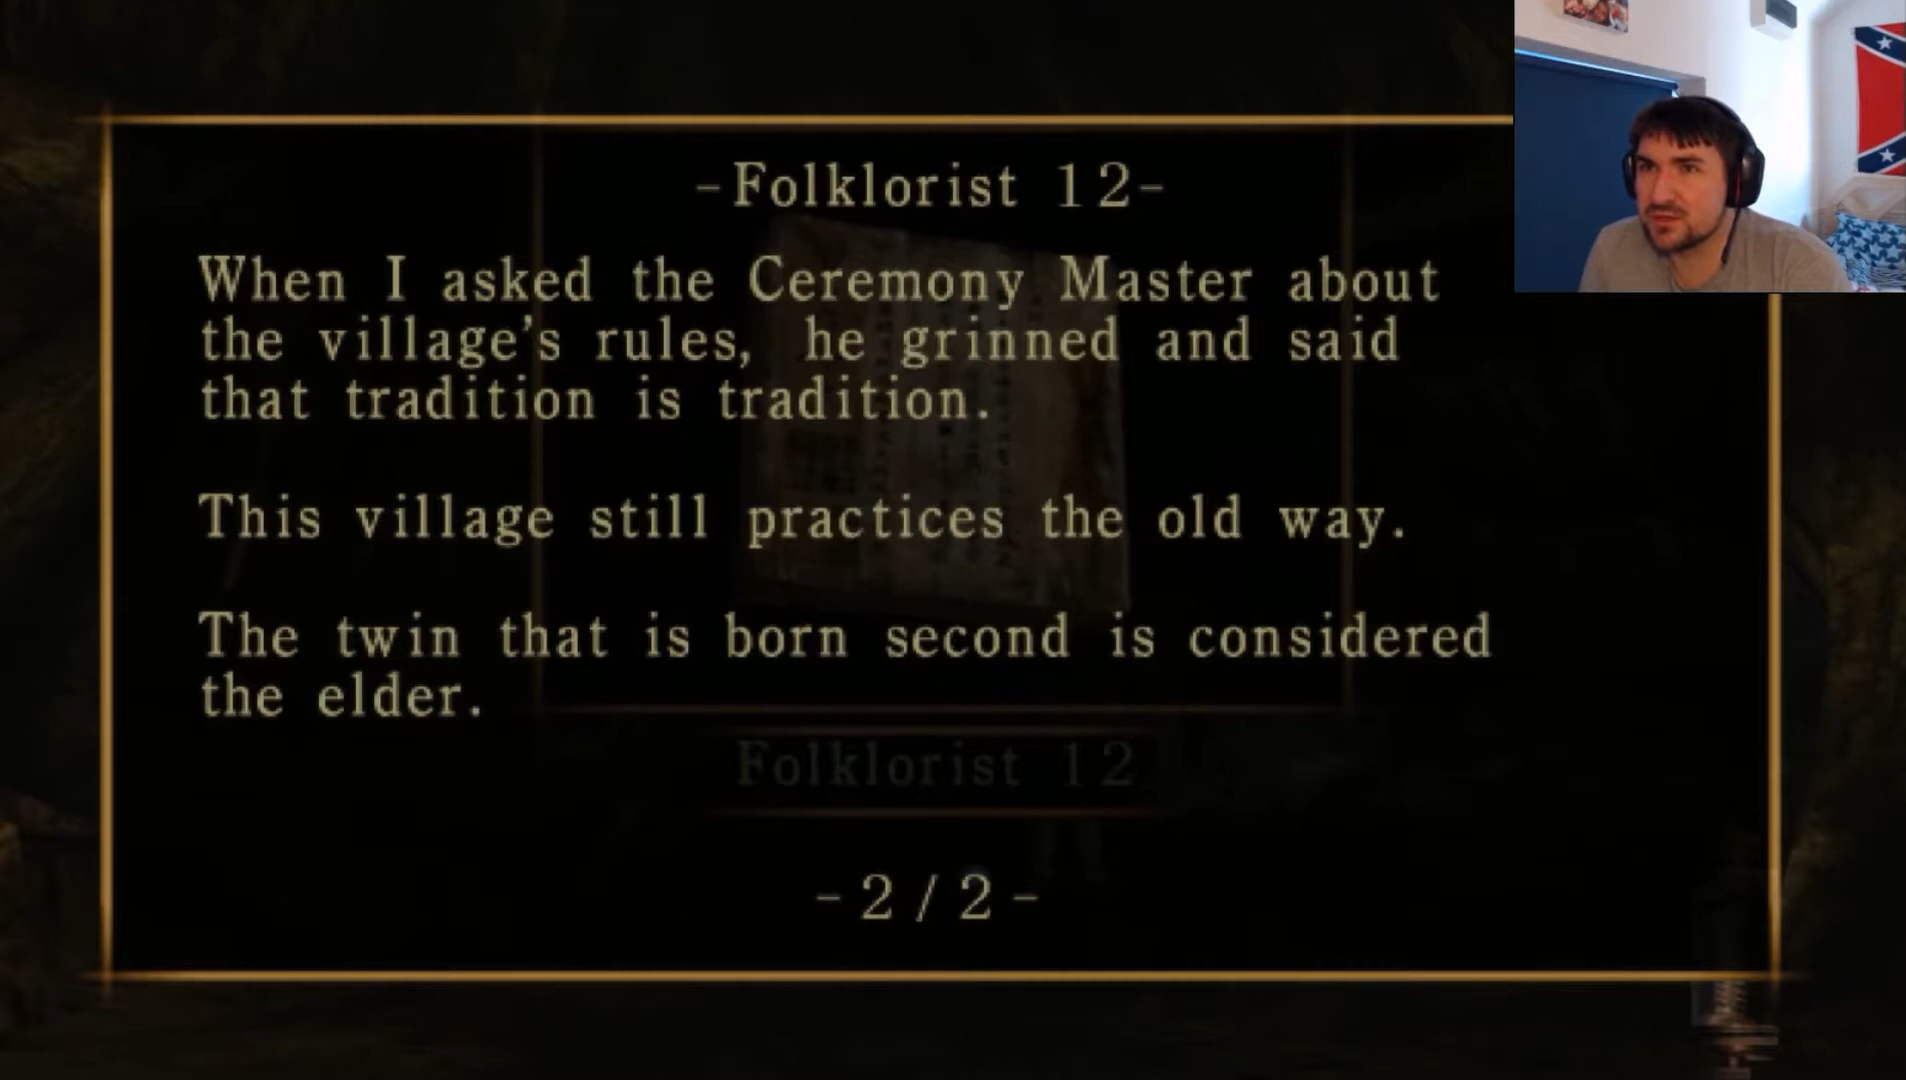 -Folklorist 12-
When I asked the Ceremony Master about
the village's rules, he grinned and said
that tradition is tradition.
This village still practices the old way.
The twin that is born second is considered
the elder.
Folklorist 12
-2/2-